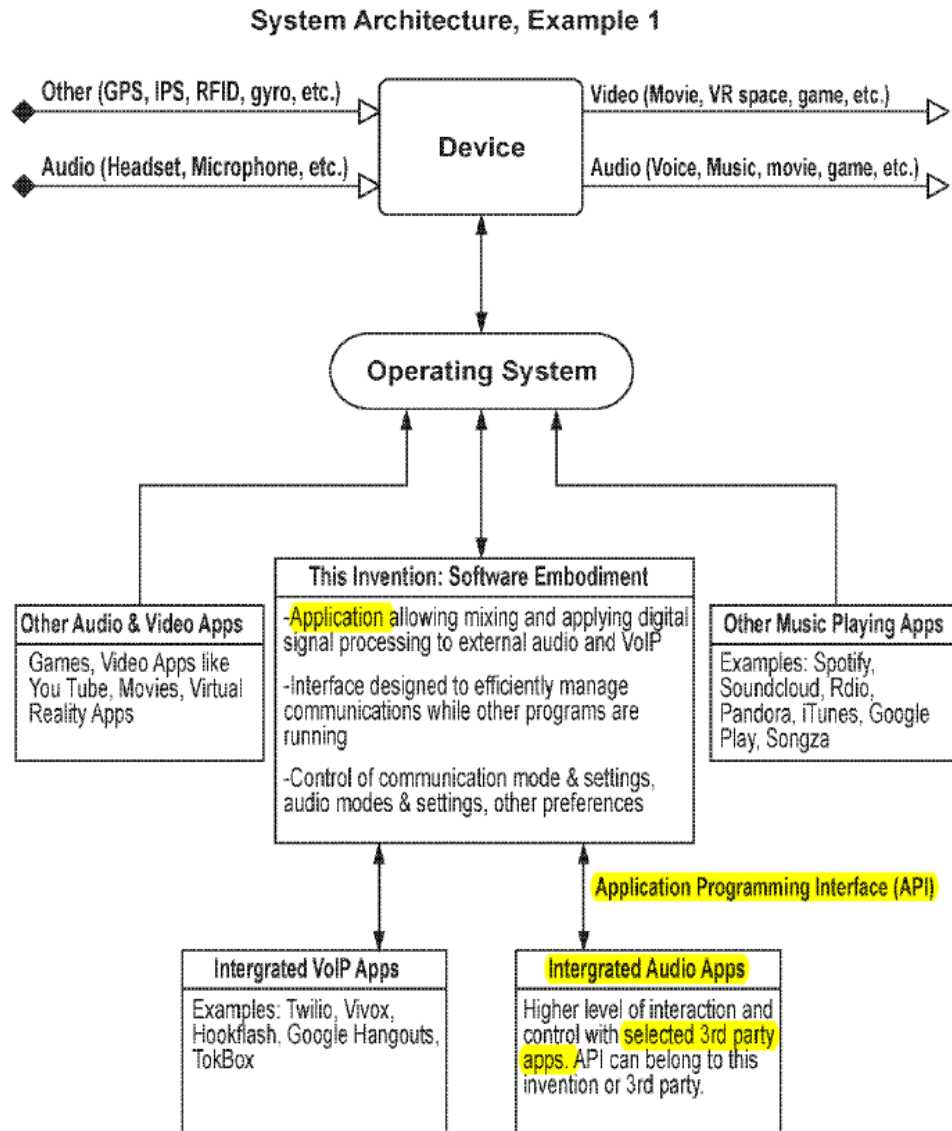 System Architecture, Example 1
Other (GPS, IPS, RFID, gyro, etc.)
Audio (Headset, Microphone, etc.)
Device
Video (Movie, VR space, game, etc.)
Audio (Voice, Music, movie, game, etc.)
Operating System
Other Audio & Video Apps
Games, Video Apps like
You Tube, Movies, Virtual
Reality Apps
This Invention: Software Embodiment
-Application allowing mixing and applying digital
signal processing to external audio and VoIP
-Interface designed to efficiently manage
communications while other programs are
running
-Control of communication mode & settings,
audio modes & settings, other preferences
Other Music Playing Apps
Examples: Spotify,
Soundcloud, Rdio,
Pandora, iTunes, Google
Play, Songza
Application Programming Interface (API)
Intergrated VoIP Apps
Examples: Twilio, Vivox,
Hookflash, Google Hangouts,
TokBox
Intergrated Audio Apps
Higher level of interaction and
control with selected 3rd party
apps. API can belong to this
invention or 3rd party.